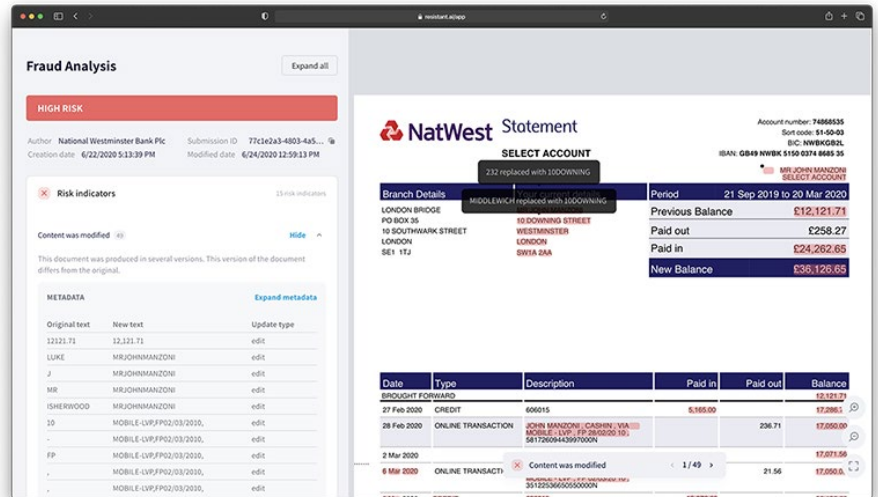 resistant.ai/app
Fraud Analysis
Expand all
HIGH RISK
Author National Westminster Bank Plc
Submission ID 77c1e2a3-4803-4a5...
Creation date 6/22/2020 5:13:39 PM
Modified date 6/24/2020 12:59:13 PM
Risk indicators
15 risk indicators
Content was modified 49
Hide
This document was produced in several versions. This version of the document
differs from the original.
METADATA
Expand metadata
Original text New text Update type
12121.71 12,121.71 edit
LUKE MRJOHNMANZONI edit
J MRJOHNMANZONI edit
MR MRJOHNMANZONI edit
ISHERWOOD MRJOHNMANZONI edit
10 MOBILE-LVP,FP02/03/2010, edit
- MOBILE-LVP,FP02/03/2010, edit
FP MOBILE-LVP,FP02/03/2010, edit
, MOBILE-LVP,FP02/03/2010, edit
, MOBILE-LVP,FP02/03/2010, edit
NatWest Statement
SELECT ACCOUNT
Account number: 74868535
Sort code: 51-50-03
BIC: NWBKGB2L
IBAN: GB49 NWBK 5150 0374 8685 35
MR JOHN MANZONI
SELECT ACCOUNT
232 replaced with 10DOWNING
MIDDLEWICH replaced with 10DOWNING
Branch Details
Your current details
LONDON BRIDGE
PO BOX 35
10 SOUTHWARK STREET
LONDON
SE1 1TJ
10 DOWNING STREET
WESTMINSTER
LONDON
SW1A 2AA
Period 21 Sep 2019 to 20 Mar 2020
Previous Balance £12,121.71
Paid out £258.27
Paid in £24,262.65
New Balance £36,126.65
Date Type Description Paid in Paid out Balance
BROUGHT FORWARD 12,121.71
27 Feb 2020 CREDIT 606015 5,165.00 17,286.
28 Feb 2020 ONLINE TRANSACTION JOHN MANZONI , CASHIN , VIA 236.71 17,050.00
MOBILE - LVP , FP 28/02/20 10 ,
58172609443997000N
2 Mar 2020 17,071.56
6 Mar 2020 ONLINE TRANSACTI 21.56 17,050.0
35122536650550000N
Content was modified
1/49